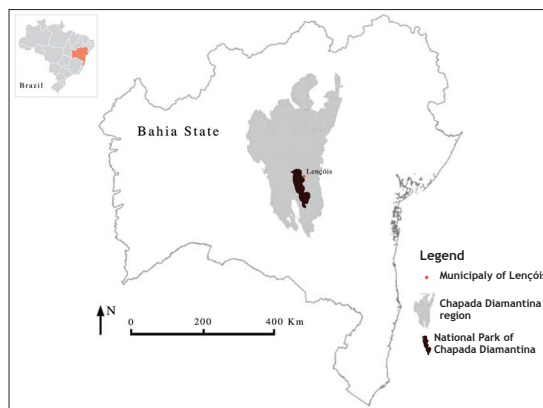 Brazil
Bahia State
Lençóis
Legend
Municipaly of Lençóis
Chapada Diamantina
region
National Park of
Chapada Diamantina
N
0 200 400 Km